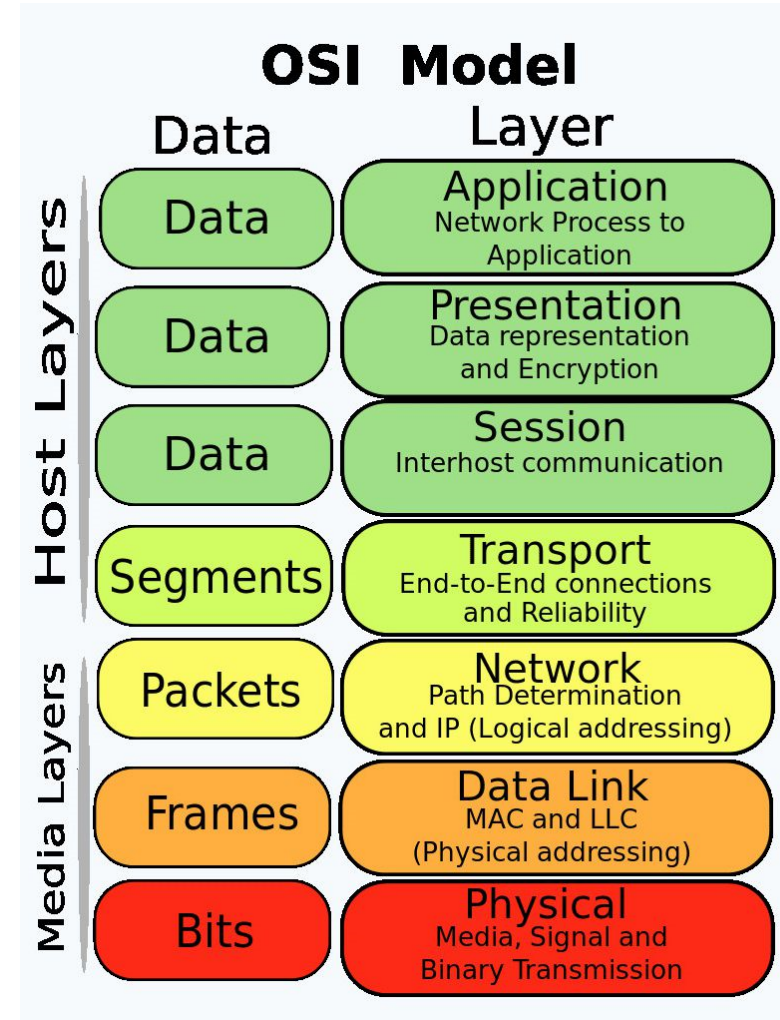 OSI Model
Data
Layer
Host Layers
Data
Application
Network Process to
Application
Data
Presentation
Data representation
and Encryption
Data
Session
Interhost communication
Segments
Transport
End-to-End connections
and Reliability
Media Layers
Packets
Network
Path Determination
and IP (Logical addressing)
Frames
Data Link
MAC and LLC
(Physical addressing)
Bits
Physical
Media, Signal and
Binary Transmission